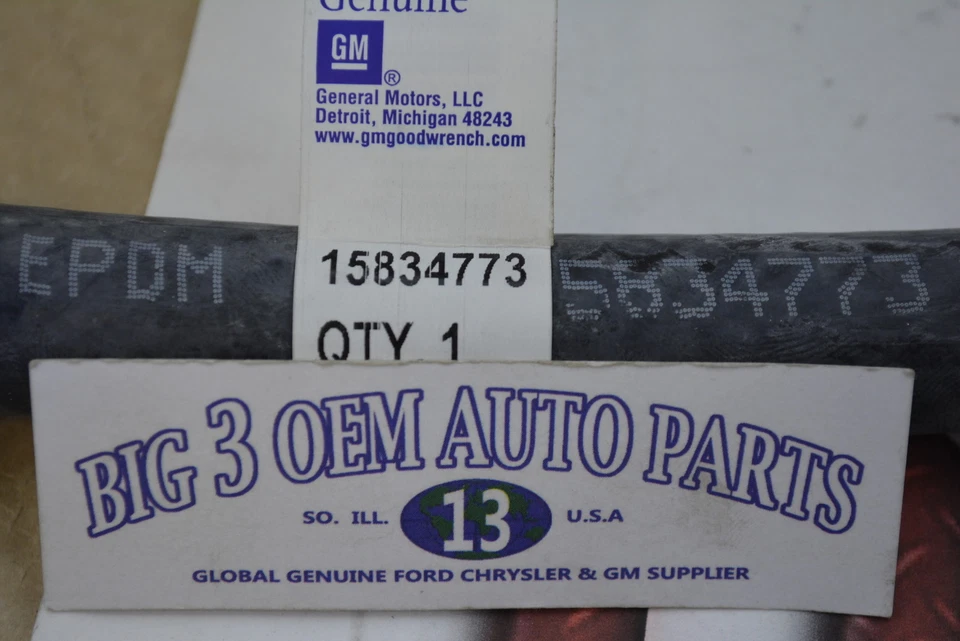 Genuine
GM ®
General Motors, LLC
Detroit, Michigan 48243
www.gmgoodwrench.com
EPDM
15834773
5834773
QTY 1
BIG 3 OEM AUTO PARTS
SO. ILL. 13 U.S.A
GLOBAL GENUINE FORD CHRYSLER & GM SUPPLIER